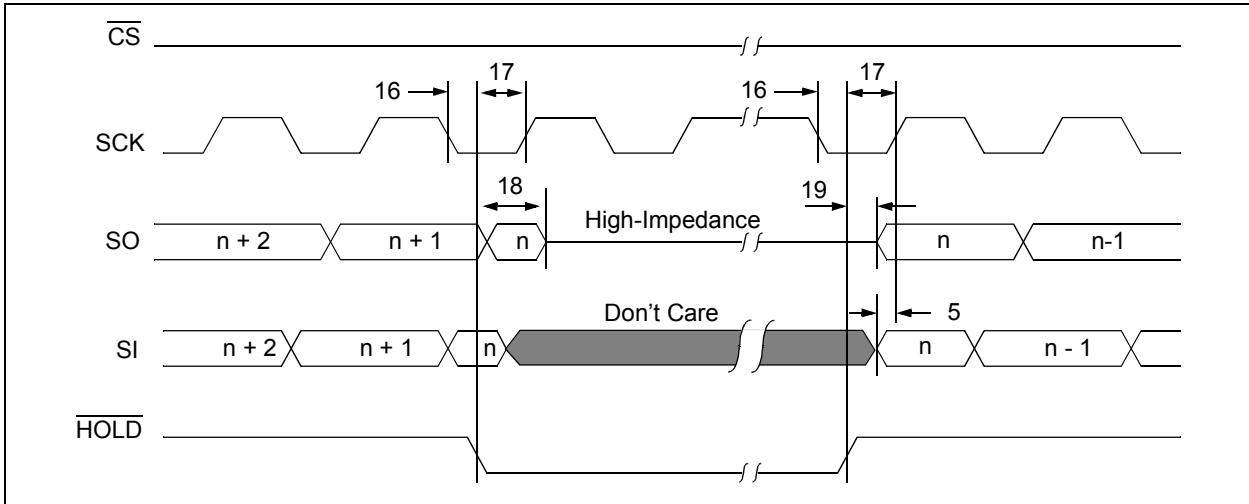 CS
16 17 16 17
SCK
18 19
SO n + 2 n + 1 n High-Impedance n n-1
Don't Care 5
SI n + 2 n + 1 n n n - 1
HOLD